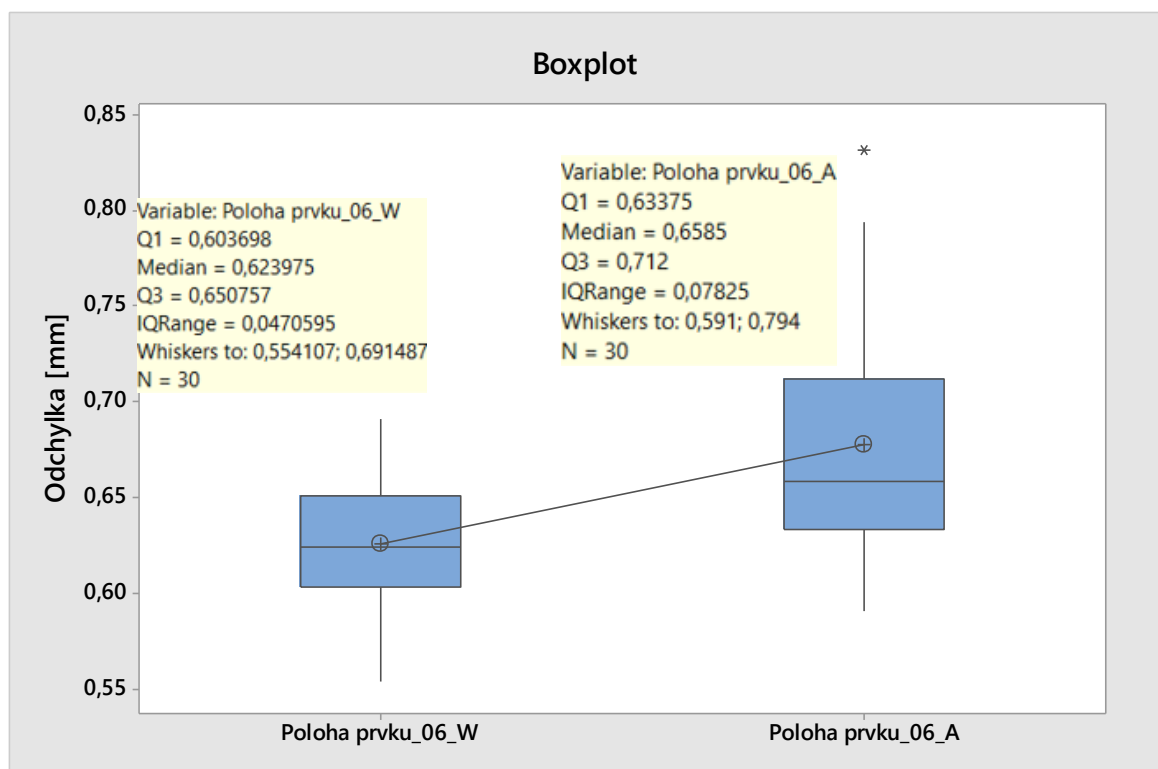 Boxplot
0,85
0,80
0,75
0,70
0,65
0,60
0,55
Odchylka [mm]
Variable: Poloha prvku_06_W
Q1 = 0,603698
Median = 0,623975
Q3 = 0,650757
IQRange = 0,0470595
Whiskers to: 0,554107; 0,691487
N = 30
Variable: Poloha prvku_06_A
Q1 = 0,63375
Median = 0,6585
Q3 = 0,712
IQRange = 0,07825
Whiskers to: 0,591; 0,794
N = 30
Poloha prvku_06_W
Poloha prvku_06_A